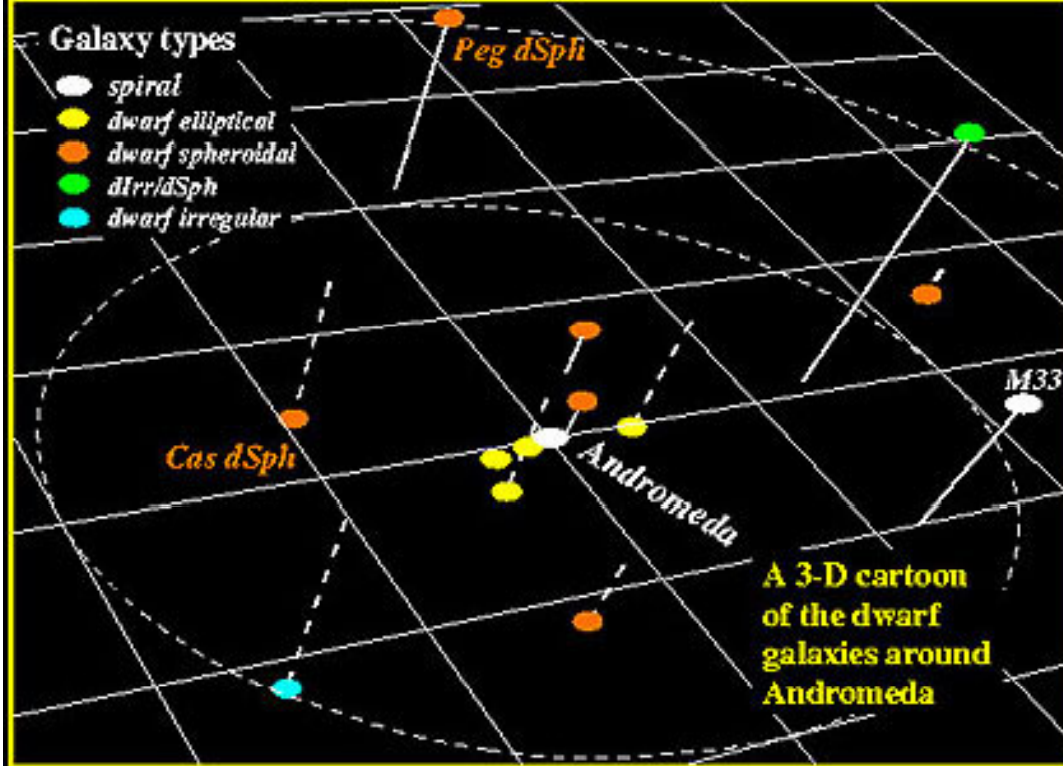 Galaxy types
spiral
dwarf elliptical
dwarf spheroidal
dIrr/dSph
dwarf irregular
Peg dSph
M33
Cas dSph
Andromeda
A 3-D cartoon
of the dwarf
galaxies around
Andromeda